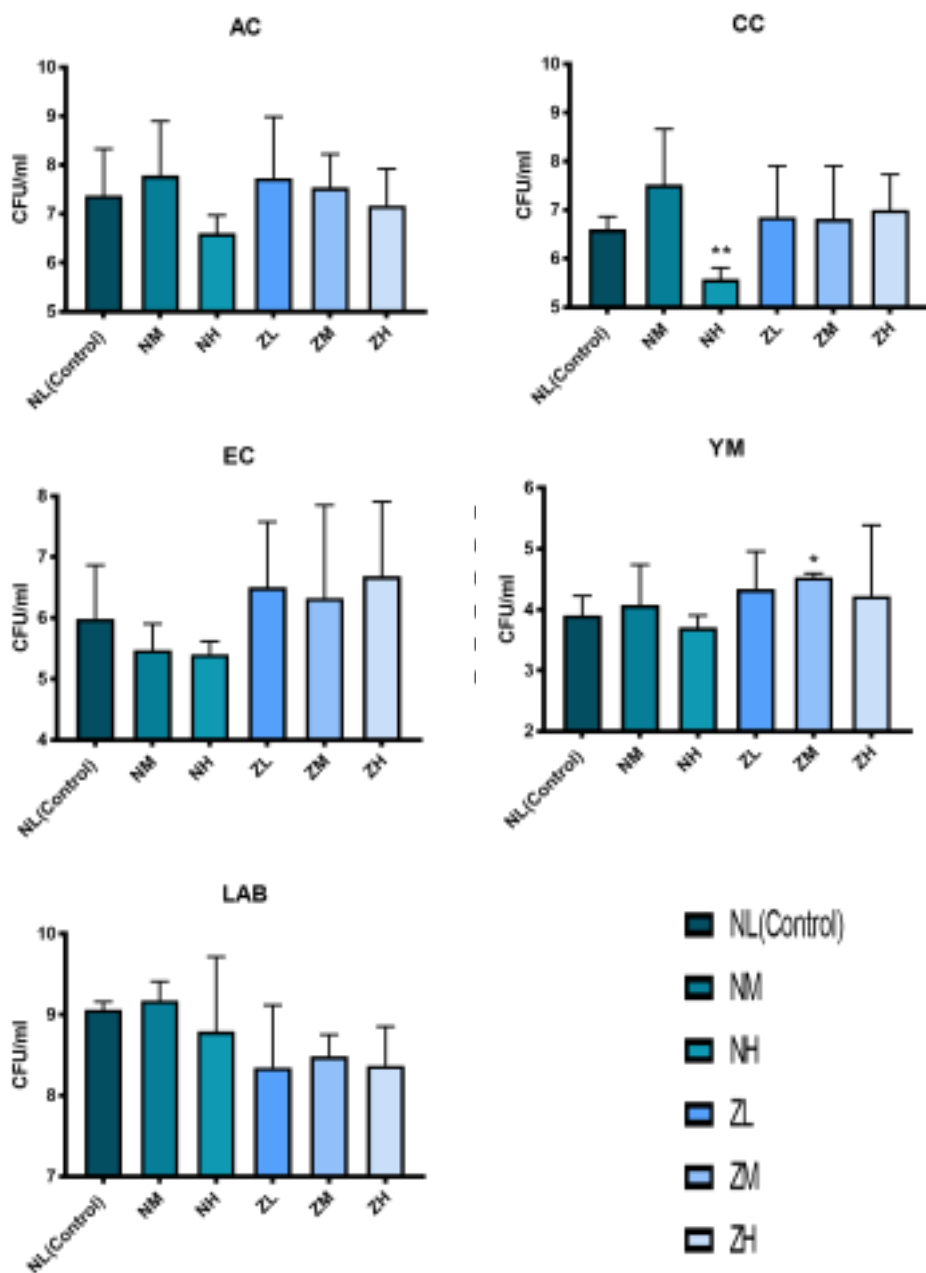 AC
CFU/ml
10
9
8
7
6
5
NL(Control)
NM
NH
ZL
ZM
ZH
CC
CFU/ml
10
9
8
7
6
5
**
NL(Control)
NM
NH
ZL
ZM
ZH
EC
CFU/ml
8
7
6
5
4
NL(Control)
NM
NH
ZL
ZM
ZH
YM
CFU/ml
6
5
4
3
2
*
NL(Control)
NM
NH
ZL
ZM
ZH
LAB
CFU/ml
10
9
8
7
NL(Control)
NM
NH
ZL
ZM
ZH
NL(Control)
NM
NH
ZL
ZM
ZH